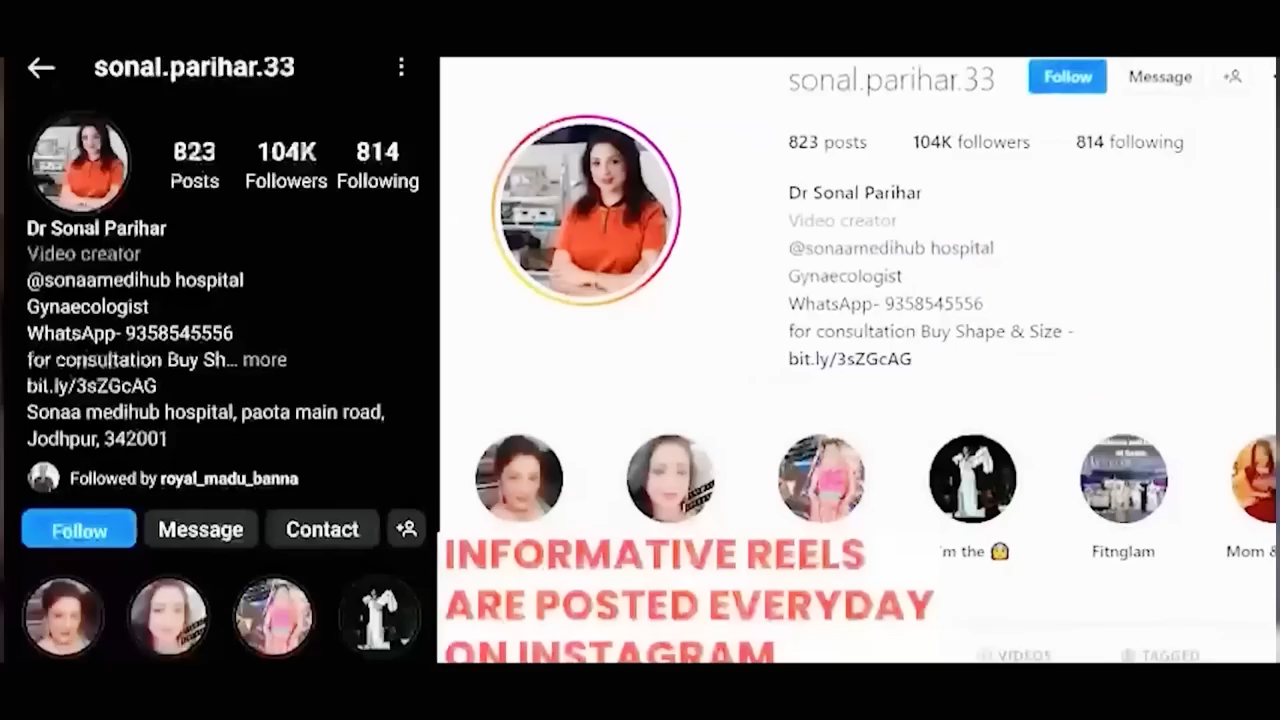 sonal.parihar.33
823 104K 814
Posts Followers Following
Dr Sonal Parihar
Video creator
@sonaamedihub hospital
Gynaecologist
WhatsApp- 9358545556
for consultation Buy Sh... more
bit.ly/3sZGcAG
Sonaa medihub hospital, paota main road,
Jodhpur, 342001
Followed by royal_madu_banna
Follow Message Contact
sonal.parihar.33 Follow Message
823 posts 104K followers 814 following
Dr Sonal Parihar
Video creator
@sonaamedihub hospital
Gynaecologist
WhatsApp- 9358545556
for consultation Buy Shape & Size -
bit.ly/3sZGcAG
'm the 👰 Fitnglam Mom &
INFORMATIVE REELS
ARE POSTED EVERYDAY
ON INSTAGRAM
VIDEOS TAGGED